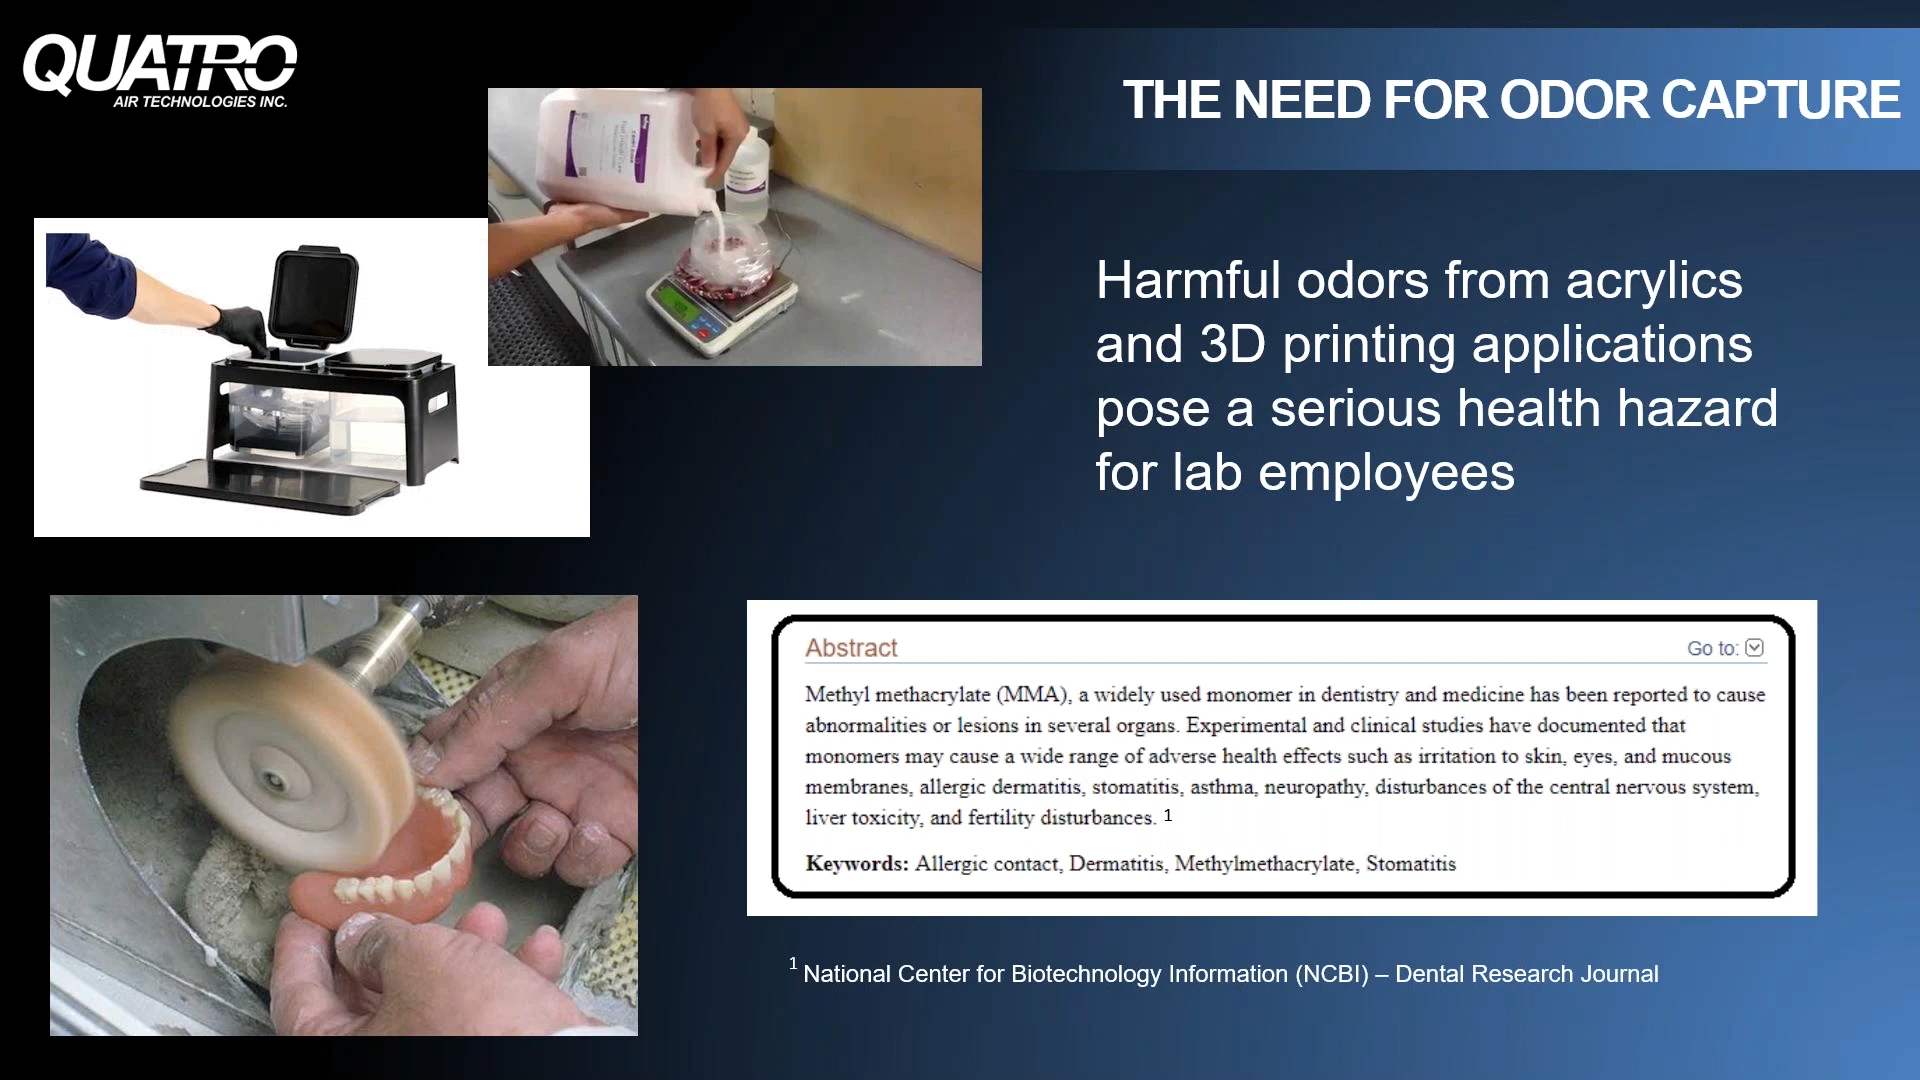 QUATRO
AIR TECHNOLOGIES INC.
THE NEED FOR ODOR CAPTURE
Harmful odors from acrylics
and 3D printing applications
pose a serious health hazard
for lab employees
Abstract
Go to:
Methyl methacrylate (MMA), a widely used monomer in dentistry and medicine has been reported to cause
abnormalities or lesions in several organs. Experimental and clinical studies have documented that
monomers may cause a wide range of adverse health effects such as irritation to skin, eyes, and mucous
membranes, allergic dermatitis, stomatitis, asthma, neuropathy, disturbances of the central nervous system,
liver toxicity, and fertility disturbances. 1
Keywords: Allergic contact, Dermatitis, Methylmethacrylate, Stomatitis
1 National Center for Biotechnology Information (NCBI) – Dental Research Journal